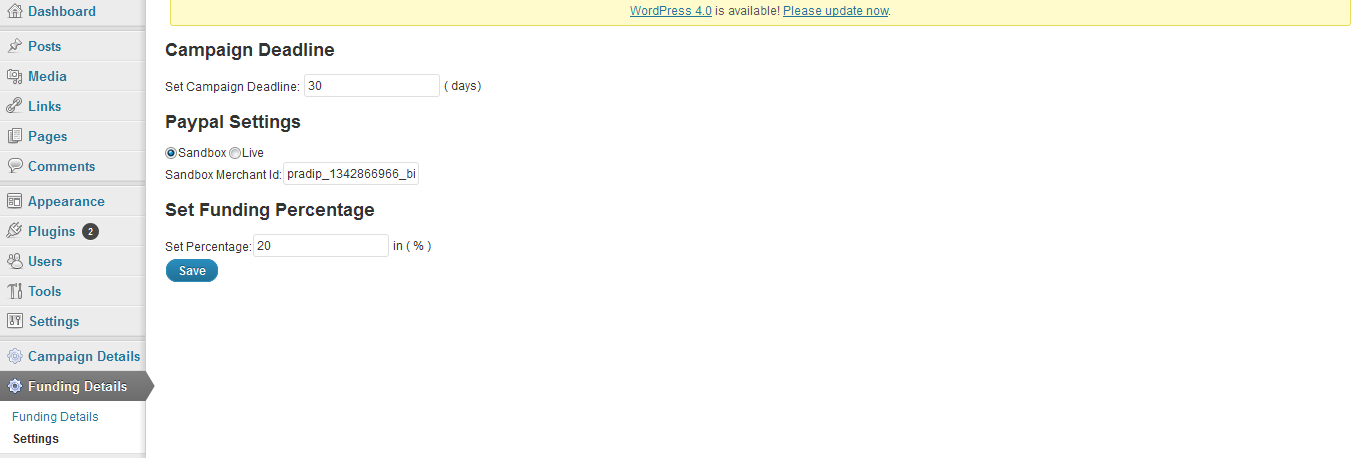 Dashboard
Posts
Media
Links
Pages
Comments
Appearance
Plugins 2
Users
Tools
Settings
Campaign Details
Funding Details
Funding Details
Settings
WordPress 4.0 is available! Please update now.
Campaign Deadline
Set Campaign Deadline: 30 ( days)
Paypal Settings
Sandbox Live
Sandbox Merchant Id: pradip_1342866966_bi
Set Funding Percentage
Set Percentage: 20 in ( % )
Save